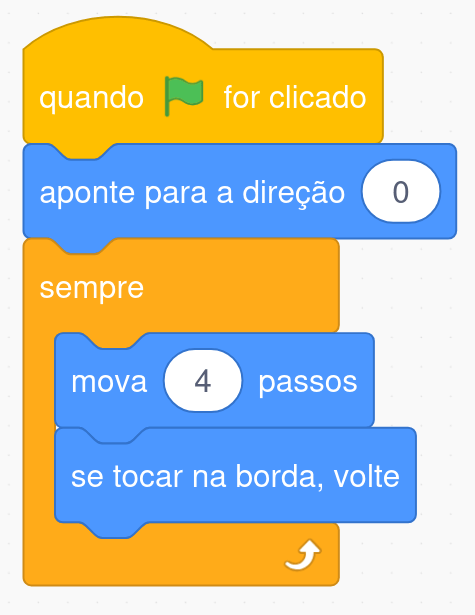 quando for clicado
aponte para a direção 0
sempre
mova 4 passos
se tocar na borda, volte